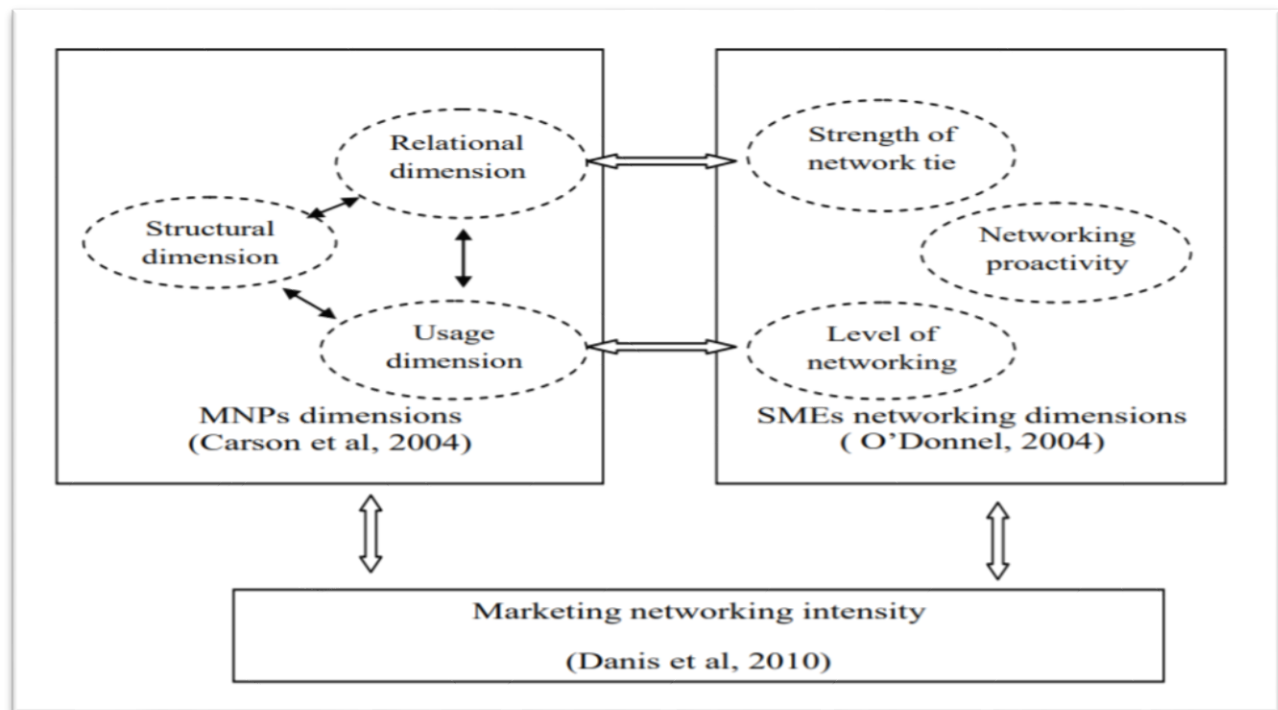 Relational
dimension
Structural
dimension
Usage
dimension
MNPs dimensions
(Carson et al, 2004)
Strength of
network tie
Networking
proactivity
Level of
networking
SMEs networking dimensions
( O'Donnel, 2004)
Marketing networking intensity
(Danis et al, 2010)